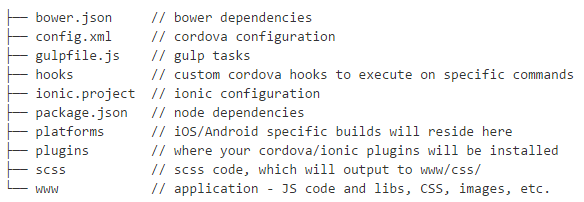 ├── bower.json     // bower dependencies
├── config.xml     // cordova configuration
├── gulpfile.js    // gulp tasks
├── hooks          // custom cordova hooks to execute on specific commands
├── ionic.project  // ionic configuration
├── package.json   // node dependencies
├── platforms      // iOS/Android specific builds will reside here
├── plugins        // where your cordova/ionic plugins will be installed
├── scss           // scss code, which will output to www/css/
└── www            // application - JS code and libs, CSS, images, etc.